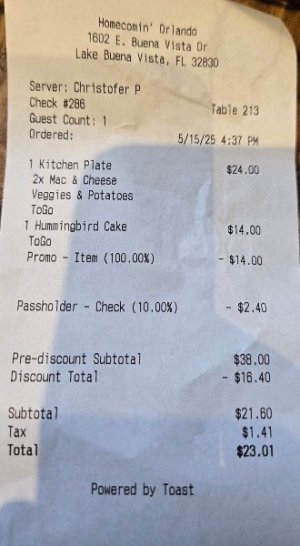 Homecomin' Orlando
1602 E. Buena Vista Dr
Lake Buena Vista, FL 32830
Server: Christofer P
Check #286 Table 213
Guest Count: 1
Ordered: 5/15/25 4:37 PM
1 Kitchen Plate $24.00
2x Mac & Cheese
Veggies & Potatoes
ToGo
1 Hummingbird Cake $14.00
ToGo
Promo - Item (100.00%) - $14.00
Passholder - Check (10.00%) - $2.40
Pre-discount Subtotal $38.00
Discount Total - $16.40
Subtotal $21.60
Tax $1.41
Total $23.01
Powered by Toast